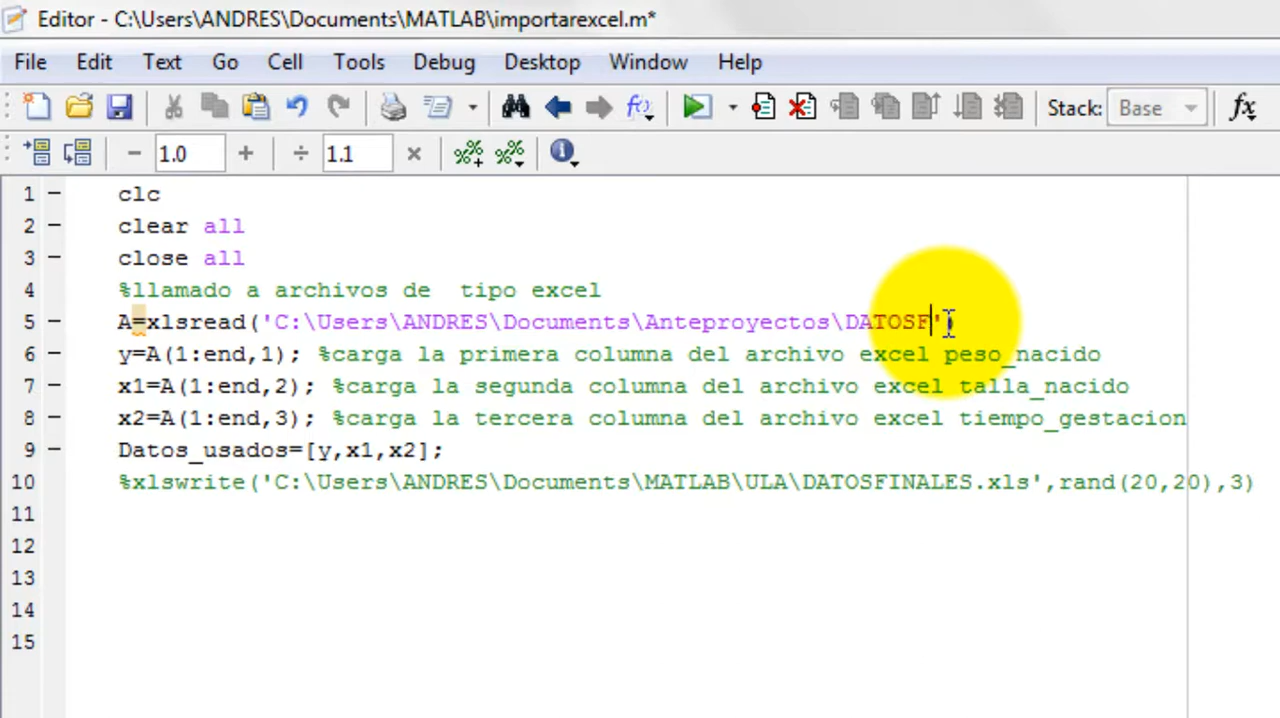 Editor - C:\Users\ANDRES\Documents\MATLAB\importarexcel.m*
File Edit Text Go Cell Tools Debug Desktop Window Help
Stack: Base fx
- 1.0 + ÷ 1.1 ×
1 - clc
2 - clear all
3 - close all
4 %llamado a archivos de  tipo excel
5 - A=xlsread('C:\Users\ANDRES\Documents\Anteproyectos\DATOSF')
6 - y=A(1:end,1); %carga la primera columna del archivo excel peso_nacido
7 - x1=A(1:end,2); %carga la segunda columna del archivo excel talla_nacido
8 - x2=A(1:end,3); %carga la tercera columna del archivo excel tiempo_gestacion
9 - Datos_usados=[y,x1,x2];
10 %xlswrite('C:\Users\ANDRES\Documents\MATLAB\ULA\DATOSFINALES.xls',rand(20,20),3)
11
12
13
14
15